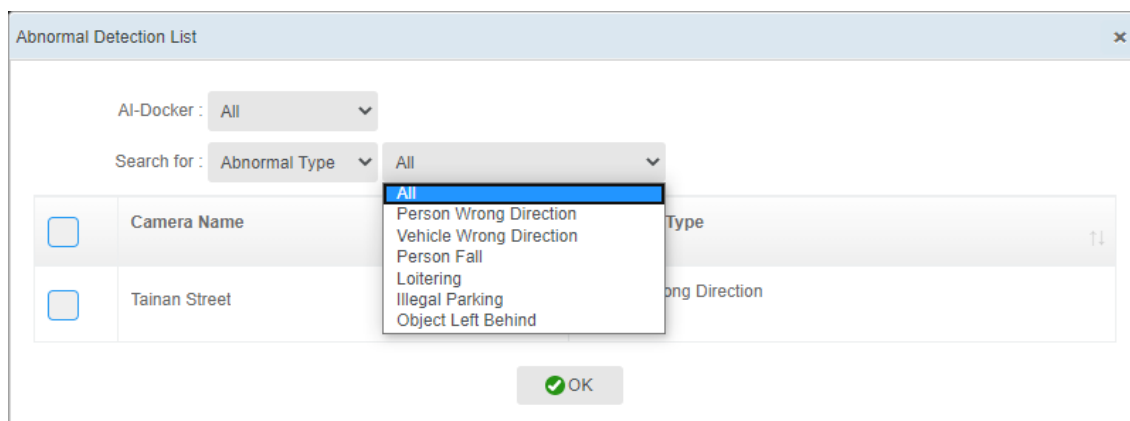 Abnormal Detection List
AI-Docker : All
Search for : Abnormal Type All
All
Person Wrong Direction
Vehicle Wrong Direction
Person Fall
Loitering
Illegal Parking
Object Left Behind
Camera Name Type
Tainan Street Direction
OK